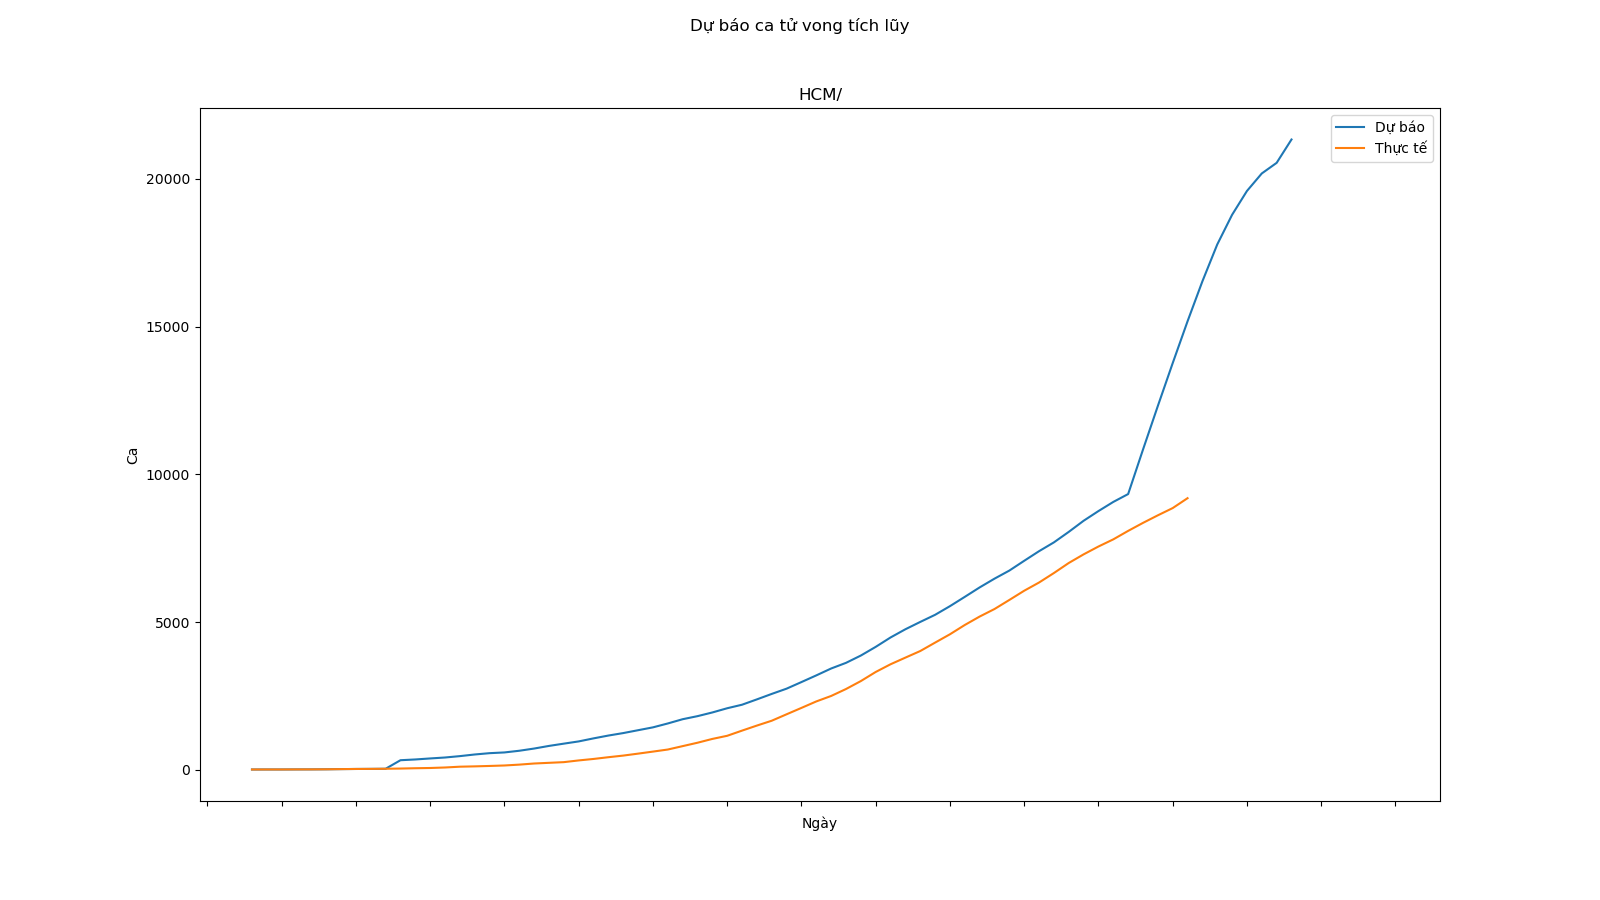 Dự báo ca tử vong tích lũy
HCM/
Dự báo
Thực tế
20000
15000
10000
5000
0
Ca
Ngày